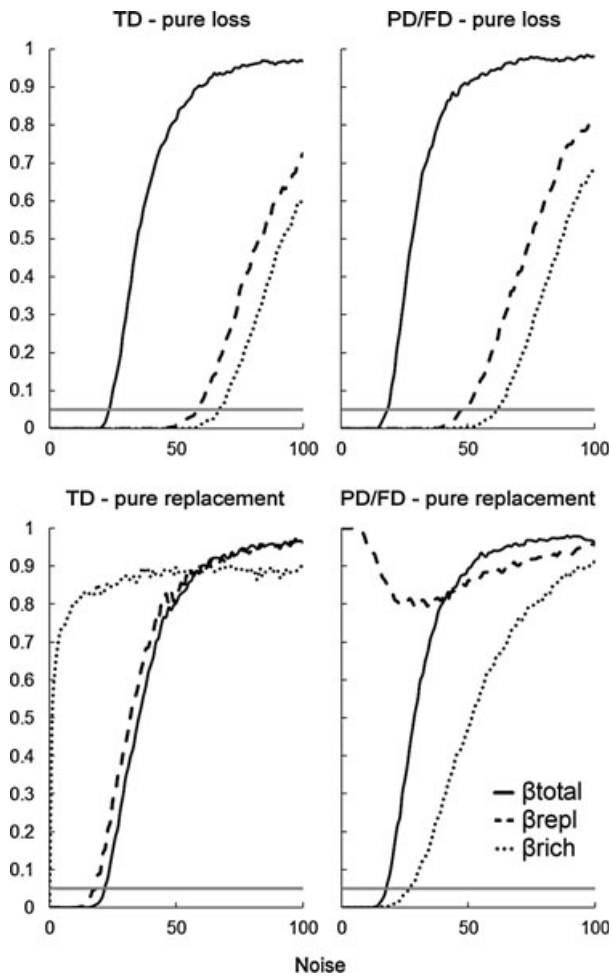 TD - pure loss
PD/FD - pure loss
1
0.9
0.8
0.7
0.6
0.5
0.4
0.3
0.2
0.1
0
0 50 100
0 50 100
TD - pure replacement
PD/FD - pure replacement
1
0.9
0.8
0.7
0.6
0.5
0.4
0.3
0.2
0.1
0
βtotal
βrepl
βrich
0 50 100
0 50 100
Noise